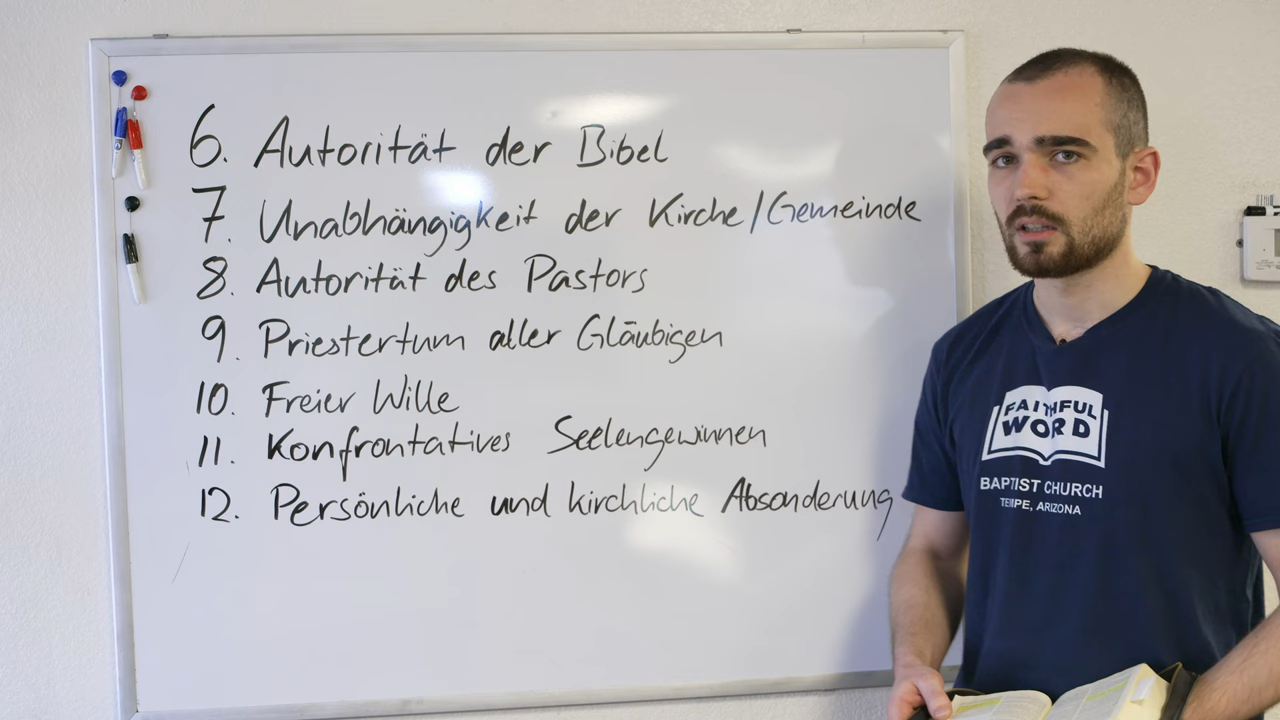 6. Autorität der Bibel
7. Unabhängigkeit der Kirche/Gemeinde
8. Autorität des Pastors
9. Priestertum aller Gläubigen
10. Freier Wille
11. Konfrontatives Seelengewinnen
12. Persönliche und kirchliche Absonderung
FAITHFUL
WORD
BAPTIST CHURCH
TEMPE, ARIZONA